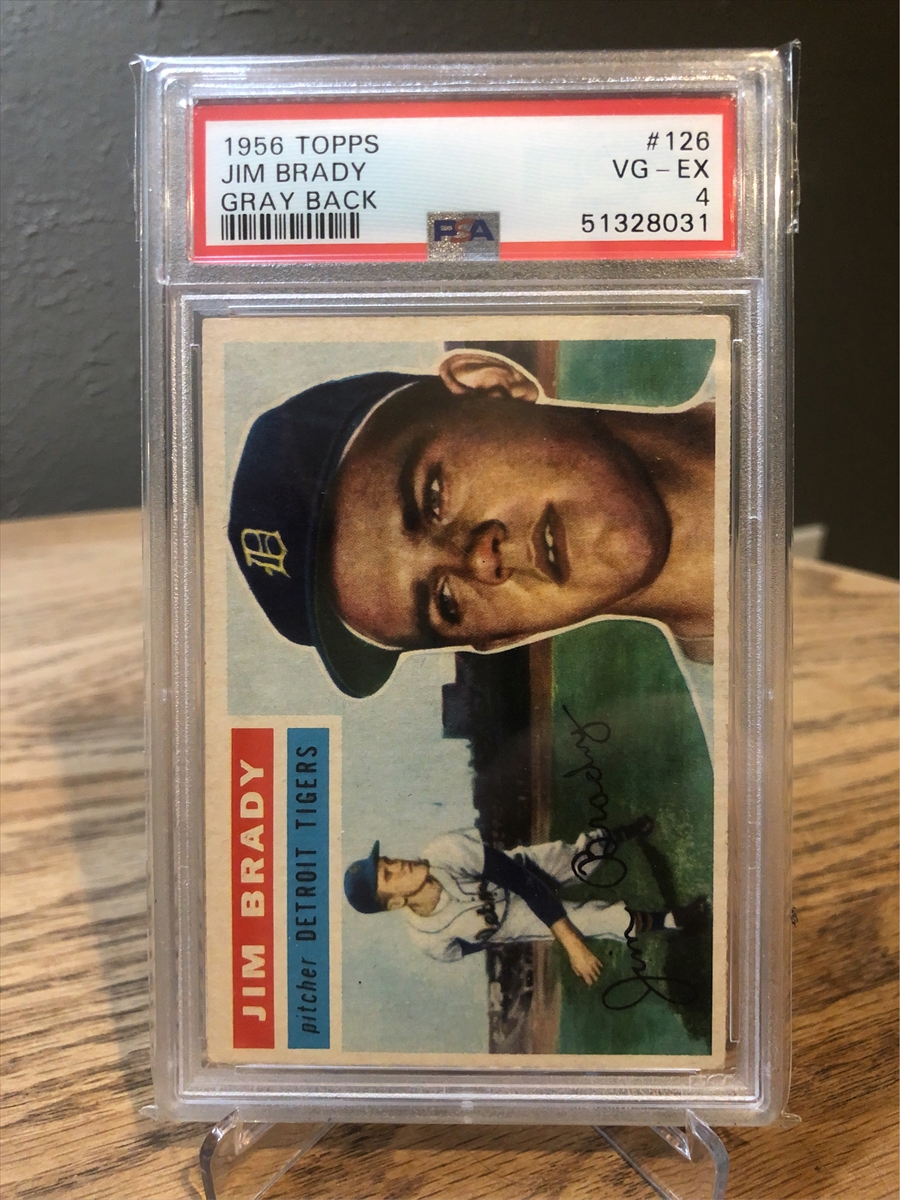 1956 TOPPS #126
JIM BRADY VG - EX
GRAY BACK 4
PSA 51328031
JIM BRADY
pitcher DETROIT TIGERS
D
Jim Brady